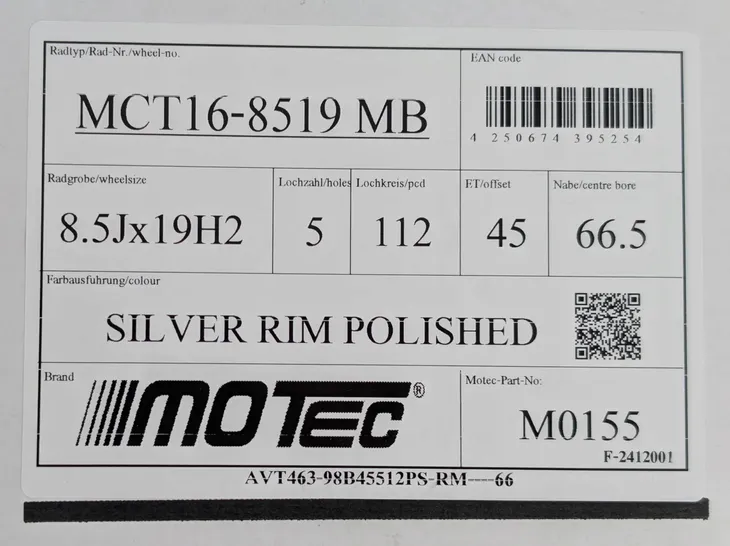 Radtyp/Rad-Nr./wheel-no.
MCT16-8519 MB
EAN code
4 250674 395254
Radgrobe/wheelsize
8.5Jx19H2
Lochzahl/holes
5
Lochkreis/pcd
112
ET/offset
45
Nabe/centre bore
66.5
Farbausfuhrung/colour
SILVER RIM POLISHED
Brand
MOTEC®
Motec-Part-No:
M0155
F-2412001
AVT463-98B45512PS-RM----66